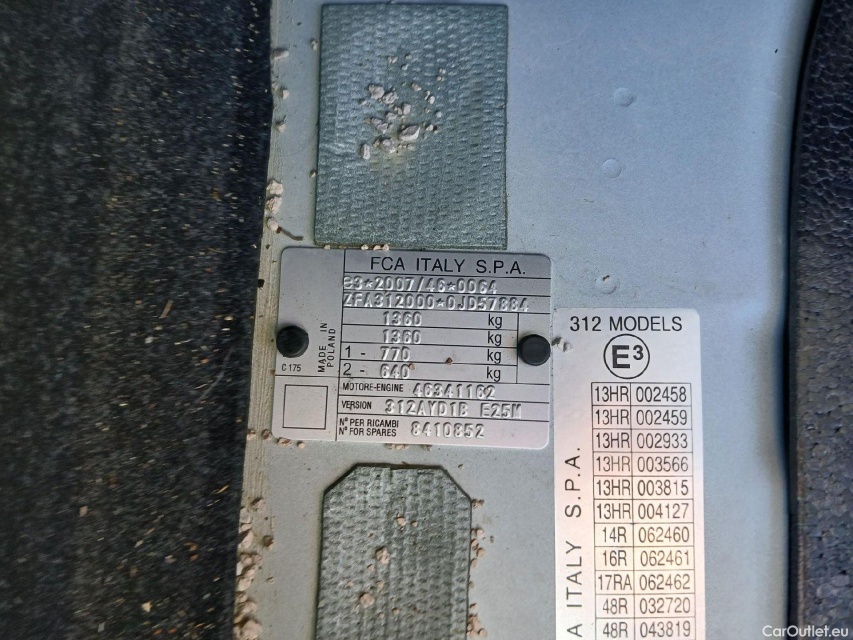 FCA ITALY S.P.A.
e3*2007/46*0064
ZFA312000*0JD57884
1360 kg
1360 kg
1 - 770 kg
2 - 640 kg
MADE IN POLAND
C 175
MOTORE-ENGINE 46341162
VERSION 312AYD1B E25M
N° PER RICAMBI
N° FOR SPARES 8410852
312 MODELS
E3
13HR 002458
13HR 002459
13HR 002933
13HR 003566
13HR 003815
13HR 004127
14R 062460
16R 062461
17RA 062462
48R 032720
48R 043819
A ITALY S.P.A.
CarOutlet.eu